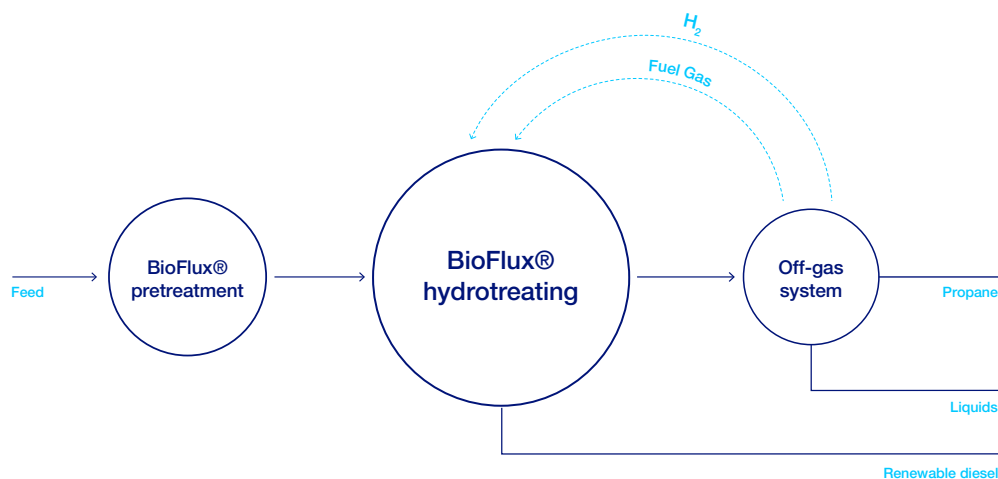 H₂
Fuel Gas
Feed
BioFlux®
pretreatment
BioFlux®
hydrotreating
Off-gas
system
Propane
Liquids
Renewable diesel